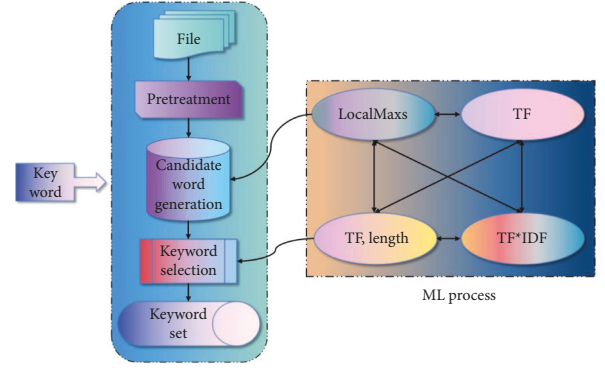 File
Pretreatment
Candidate
word
generation
Keyword
selection
Keyword
set
Key
word
LocalMaxs
TF
TF, length
TF*IDF
ML process